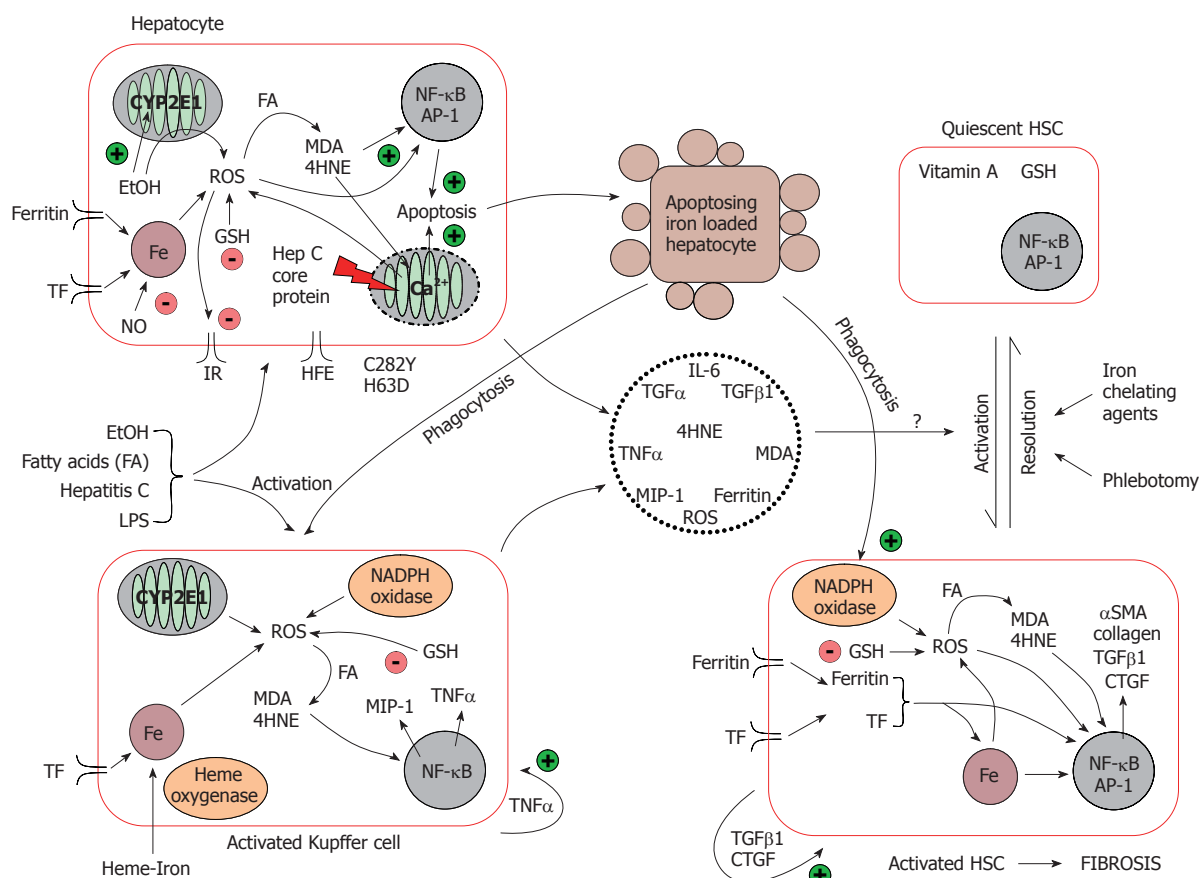 Hepatocyte
CYP2E1
FA
NF-κB
AP-1
MDA
4HNE
+
+
EtOH
ROS
+
Apoptosis
+
Ferritin
GSH
-
Fe
Hep C
core
protein
Ca2+
TF
-
-
NO
IR
HFE
C282Y
H63D
Apoptosing
iron loaded
hepatocyte
Quiescent HSC
Vitamin A
GSH
NF-κB
AP-1
Phagocytosis
Phagocytosis
IL-6
TGFα
TGFβ1
4HNE
TNFα
MDA
MIP-1
Ferritin
ROS
?
Activation
Resolution
Iron
chelating
agents
Phlebotomy
EtOH
Fatty acids (FA)
Hepatitis C
LPS
Activation
CYP2E1
NADPH
oxidase
ROS
GSH
-
FA
MDA
4HNE
MIP-1
TNFα
Fe
NF-κB
TF
Heme
oxygenase
+
TNFα
Activated Kupffer cell
Heme-Iron
+
NADPH
oxidase
FA
MDA
4HNE
αSMA
collagen
TGFβ1
CTGF
-
GSH
ROS
Ferritin
Ferritin
TF
TF
Fe
NF-κB
AP-1
TGFβ1
CTGF
+
Activated HSC
FIBROSIS